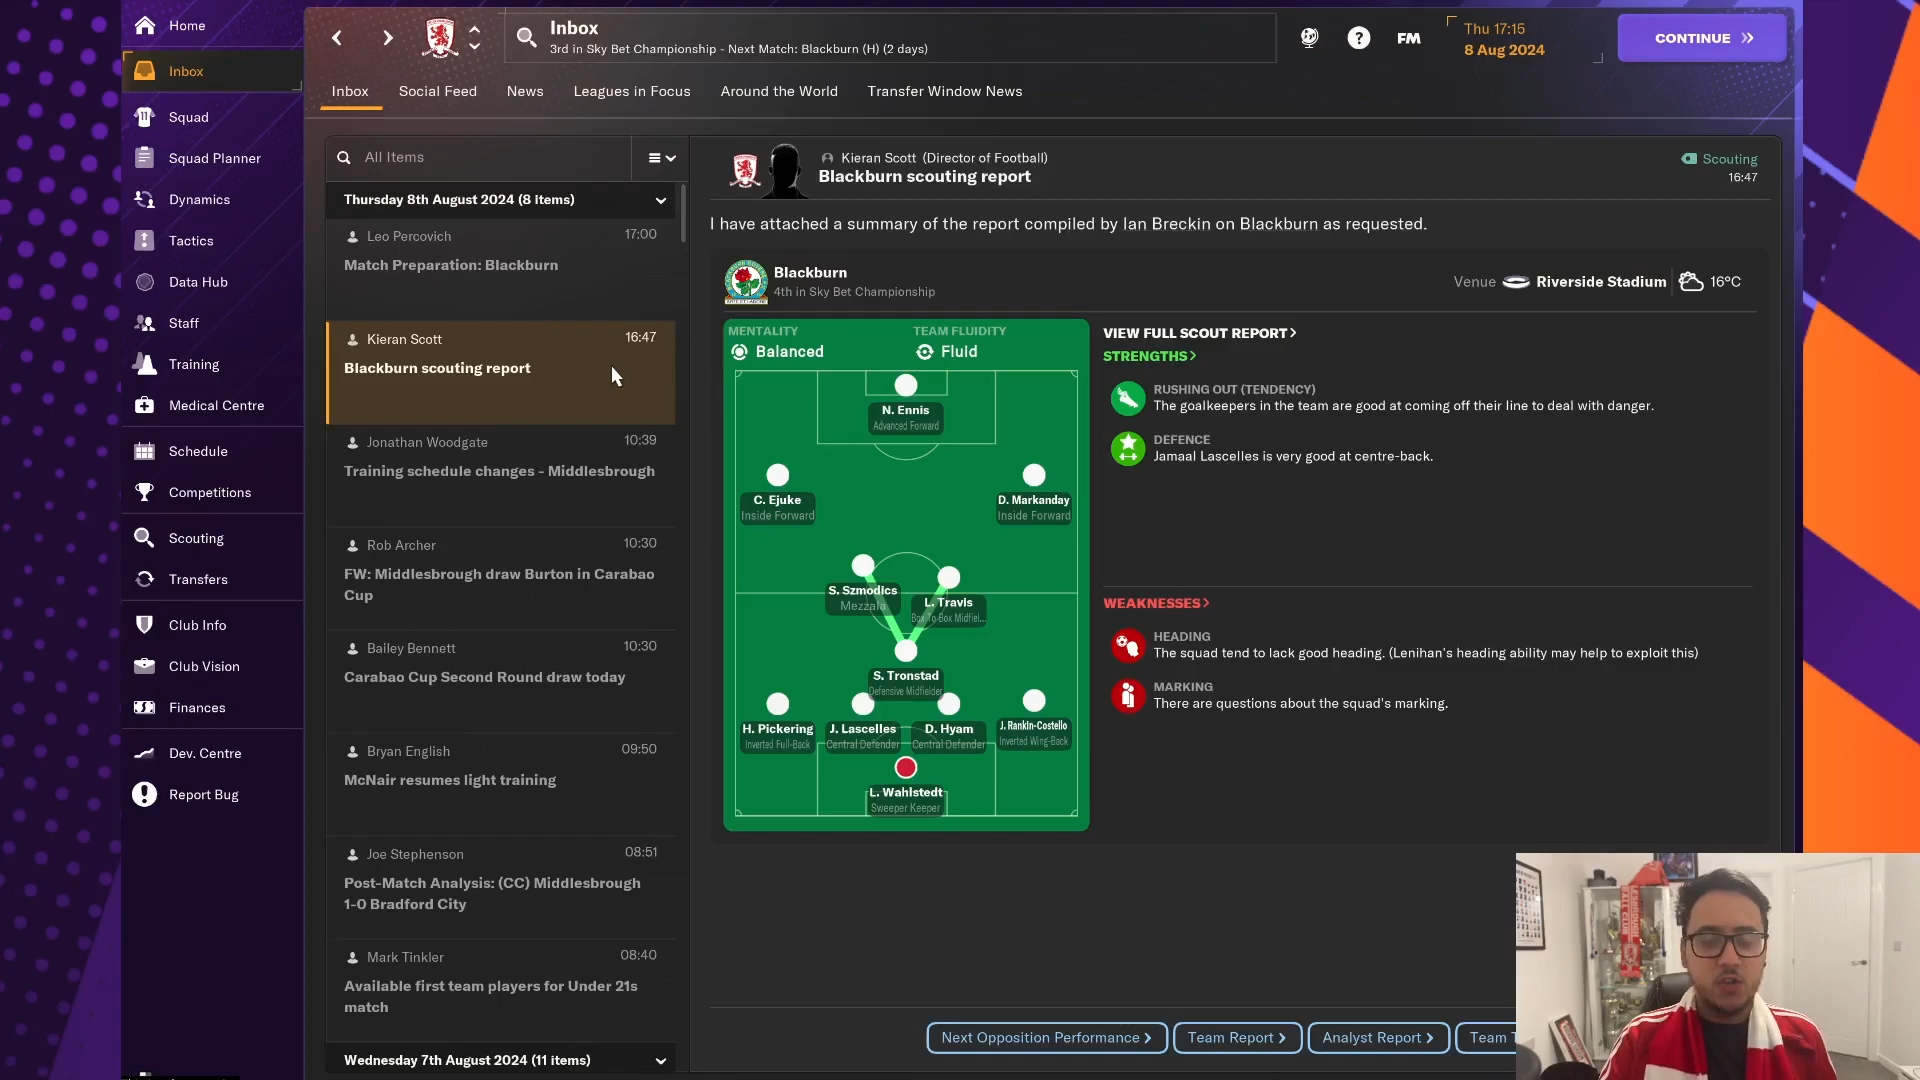 Home
Inbox
Squad
Squad Planner
Dynamics
Tactics
Data Hub
Staff
Training
Medical Centre
Schedule
Competitions
Scouting
Transfers
Club Info
Club Vision
Finances
Dev. Centre
Report Bug
Inbox
3rd in Sky Bet Championship - Next Match: Blackburn (H) (2 days)
FM
Thu 17:15
8 Aug 2024
CONTINUE
Inbox Social Feed News Leagues in Focus Around the World Transfer Window News
All Items
Thursday 8th August 2024 (8 items)
Leo Percovich 17:00
Match Preparation: Blackburn
Kieran Scott 16:47
Blackburn scouting report
Jonathan Woodgate 10:39
Training schedule changes - Middlesbrough
Rob Archer 10:30
FW: Middlesbrough draw Burton in Carabao
Cup
Bailey Bennett 10:30
Carabao Cup Second Round draw today
Bryan English 09:50
McNair resumes light training
Joe Stephenson 08:51
Post-Match Analysis: (CC) Middlesbrough
1-0 Bradford City
Mark Tinkler 08:40
Available first team players for Under 21s
match
Wednesday 7th August 2024 (11 items)
Kieran Scott (Director of Football)
Blackburn scouting report
Scouting
16:47
I have attached a summary of the report compiled by Ian Breckin on Blackburn as requested.
Blackburn
4th in Sky Bet Championship
Venue Riverside Stadium 16°C
MENTALITY
Balanced
TEAM FLUIDITY
Fluid
N. Ennis
Advanced Forward
C. Ejuke
Inside Forward
D. Markanday
Inside Forward
S. Szmodics
Mezzala
L. Travis
Box To Box Midfiel...
S. Tronstad
Defensive Midfielder
H. Pickering
Inverted Full-Back
J. Lascelles
Central Defender
D. Hyam
Central Defender
J. Rankin-Costello
Inverted Wing-Back
L. Wahlstedt
Sweeper Keeper
VIEW FULL SCOUT REPORT
STRENGTHS
RUSHING OUT (TENDENCY)
The goalkeepers in the team are good at coming off their line to deal with danger.
DEFENCE
Jamaal Lascelles is very good at centre-back.
WEAKNESSES
HEADING
The squad tend to lack good heading. (Lenihan's heading ability may help to exploit this)
MARKING
There are questions about the squad's marking.
Next Opposition Performance
Team Report
Analyst Report
Team